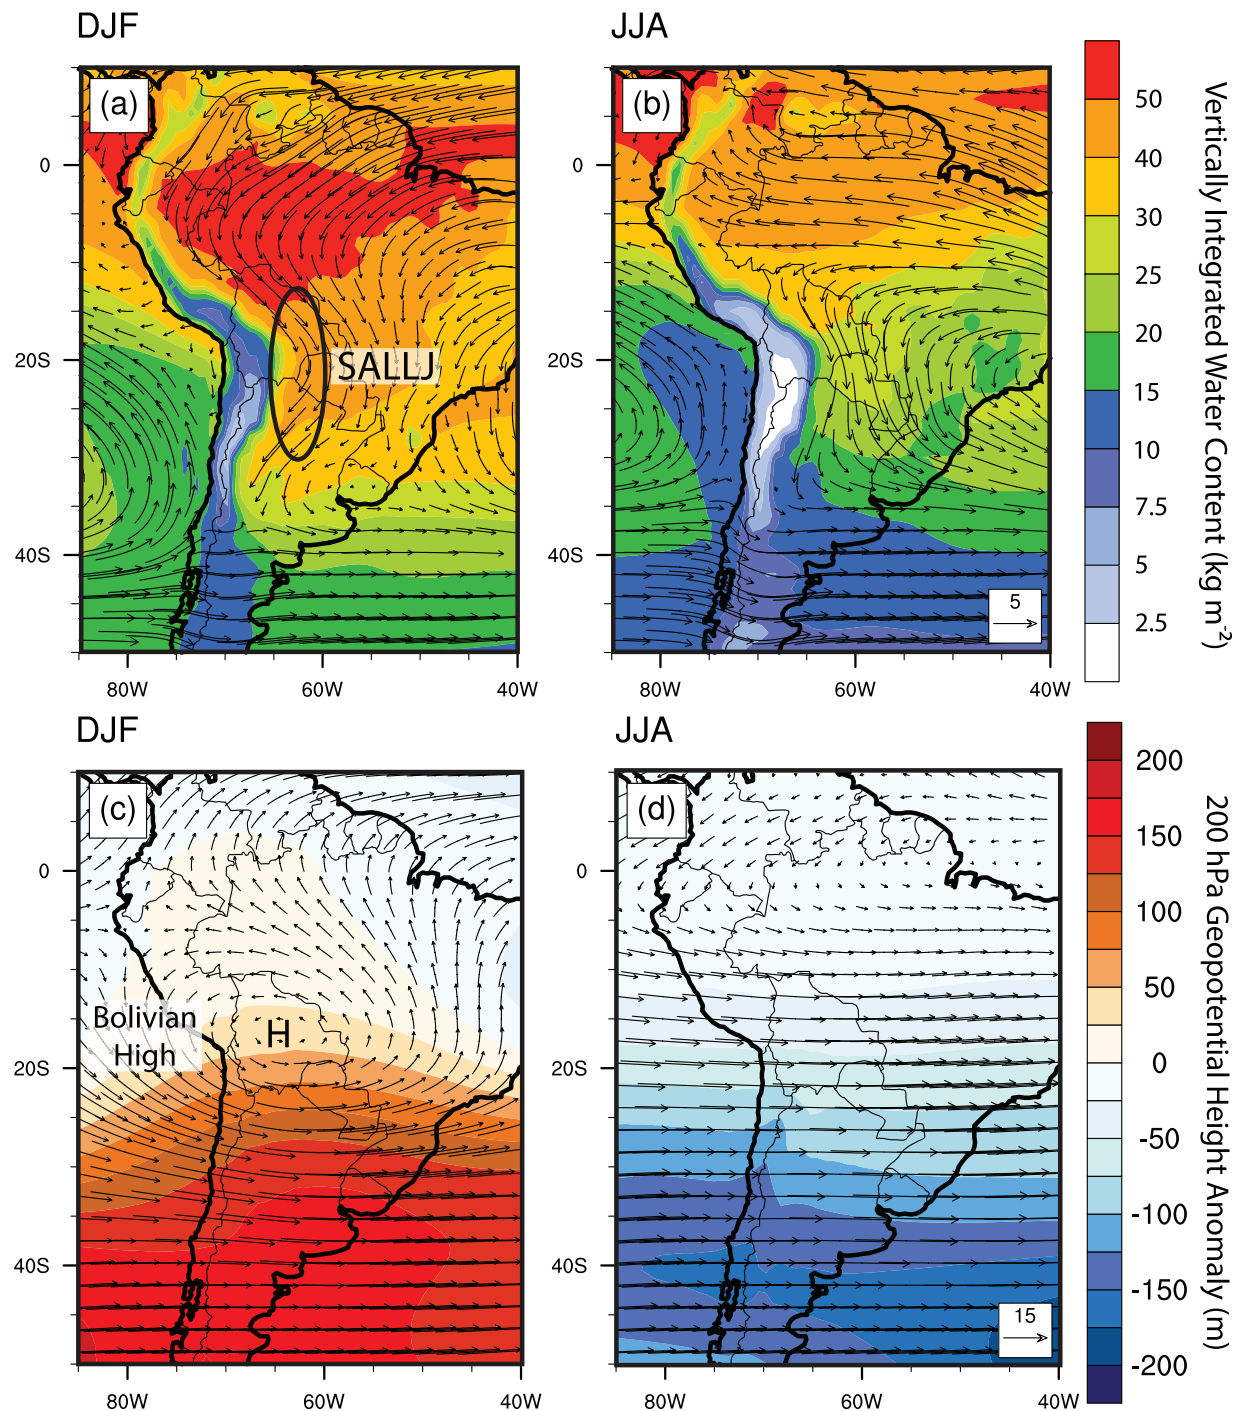 DJF
JJA
(a)
(b)
SALLJ
0
20S
40S
80W
60W
40W
0
20S
40S
80W
60W
40W
5
50
40
30
25
20
15
10
7.5
5
2.5
Vertically Integrated Water Content (kg m⁻²)
DJF
JJA
(c)
(d)
Bolivian
High
H
0
20S
40S
80W
60W
40W
0
20S
40S
80W
60W
40W
15
200
150
100
50
0
-50
-100
-150
-200
200 hPa Geopotential Height Anomaly (m)